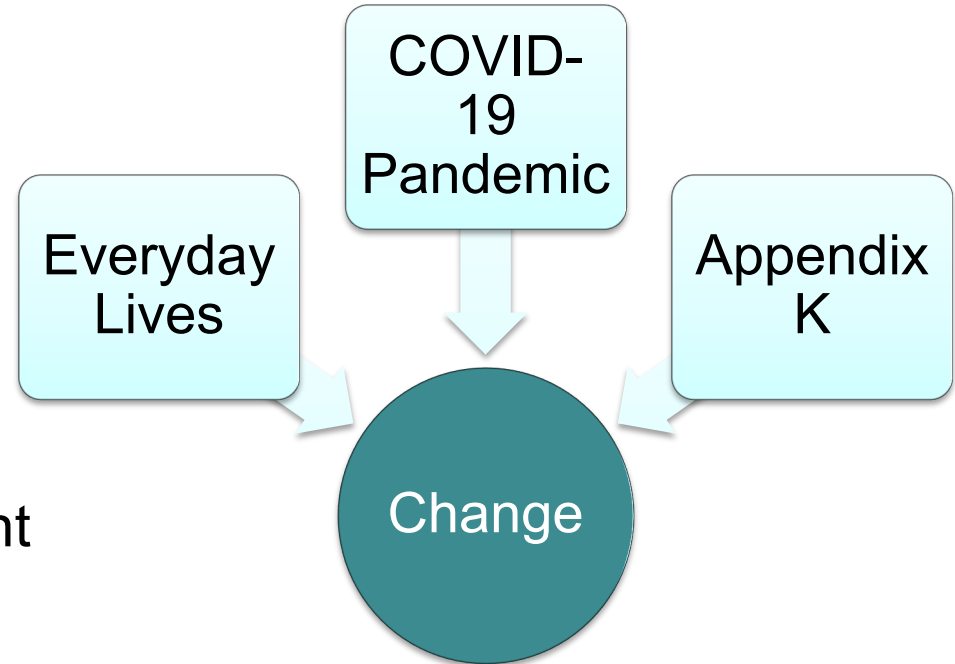 COVID-
19
Pandemic
Everyday
Lives
Appendix
K
Change
nt